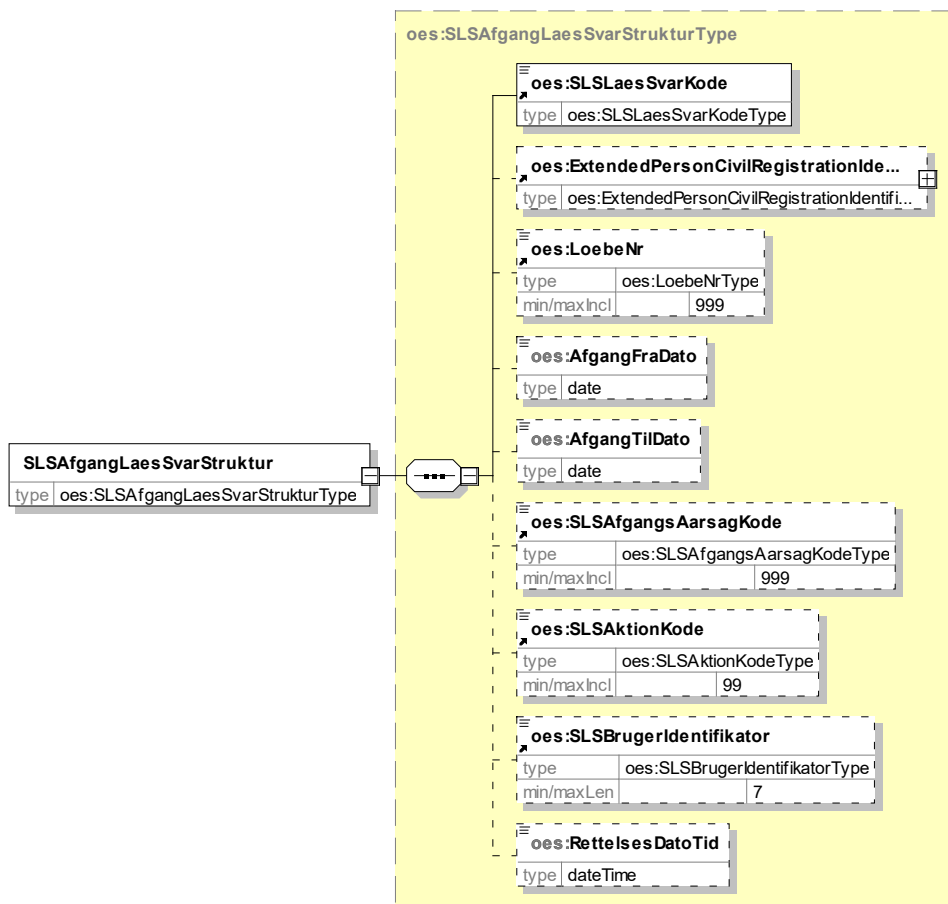 oes:SLSAfgangLaesSvarStrukturType
oes:SLSLaesSvarKode
type oes:SLSLaesSvarKodeType
oes:ExtendedPersonCivilRegistrationIde...
type oes:ExtendedPersonCivilRegistrationIdentifi...
oes:LoebeNr
type oes:LoebeNrType
min/maxIncl 999
oes:AfgangFraDato
type date
oes:AfgangTilDato
type date
SLSAfgangLaesSvarStruktur
type oes:SLSAfgangLaesSvarStrukturType
oes:SLSAfgangsAarsagKode
type oes:SLSAfgangsAarsagKodeType
min/maxIncl 999
oes:SLSAktionKode
type oes:SLSAktionKodeType
min/maxIncl 99
oes:SLSBrugerIdentifikator
type oes:SLSBrugerIdentifikatorType
min/maxLen 7
oes:RettelsesDatoTid
type dateTime